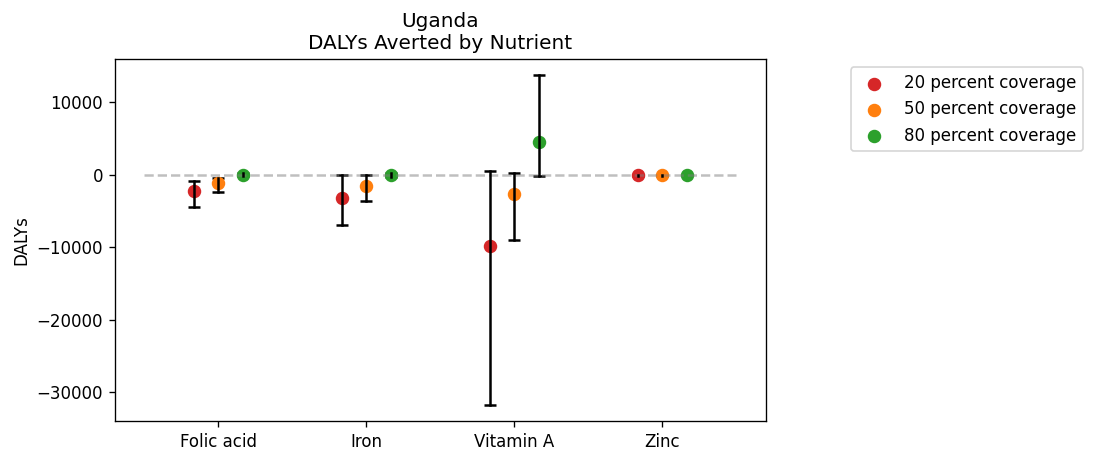 Uganda
DALYs Averted by Nutrient
20 percent coverage
50 percent coverage
80 percent coverage
DALYs
10000
0
−10000
−20000
−30000
Folic acid
Iron
Vitamin A
Zinc